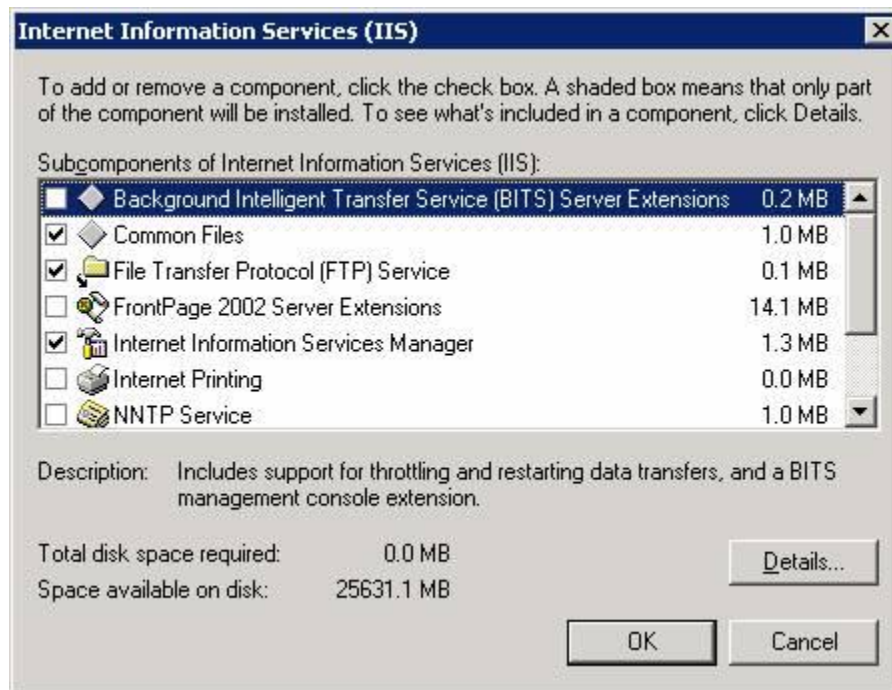 Internet Information Services (IIS)
To add or remove a component, click the check box. A shaded box means that only part
of the component will be installed. To see what's included in a component, click Details.
Subcomponents of Internet Information Services (IIS):
Background Intelligent Transfer Service (BITS) Server Extensions 0.2 MB
Common Files 1.0 MB
File Transfer Protocol (FTP) Service 0.1 MB
FrontPage 2002 Server Extensions 14.1 MB
Internet Information Services Manager 1.3 MB
Internet Printing 0.0 MB
NNTP Service 1.0 MB
Description: Includes support for throttling and restarting data transfers, and a BITS
management console extension.
Total disk space required: 0.0 MB
Space available on disk: 25631.1 MB
Details...
OK Cancel